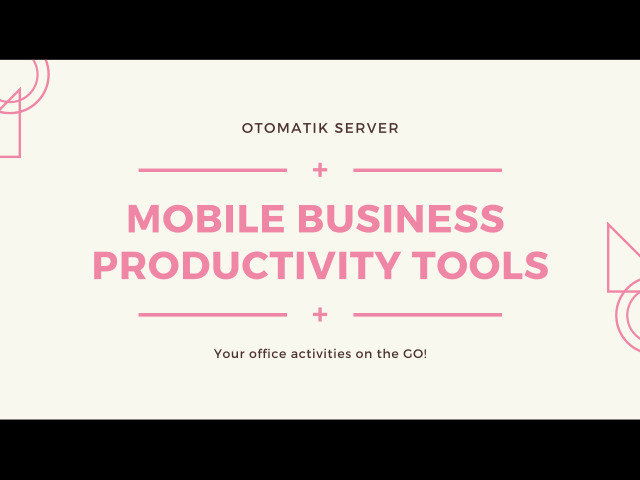 OTOMATIK SERVER
+
MOBILE BUSINESS
PRODUCTIVITY TOOLS
+
Your office activities on the GO!